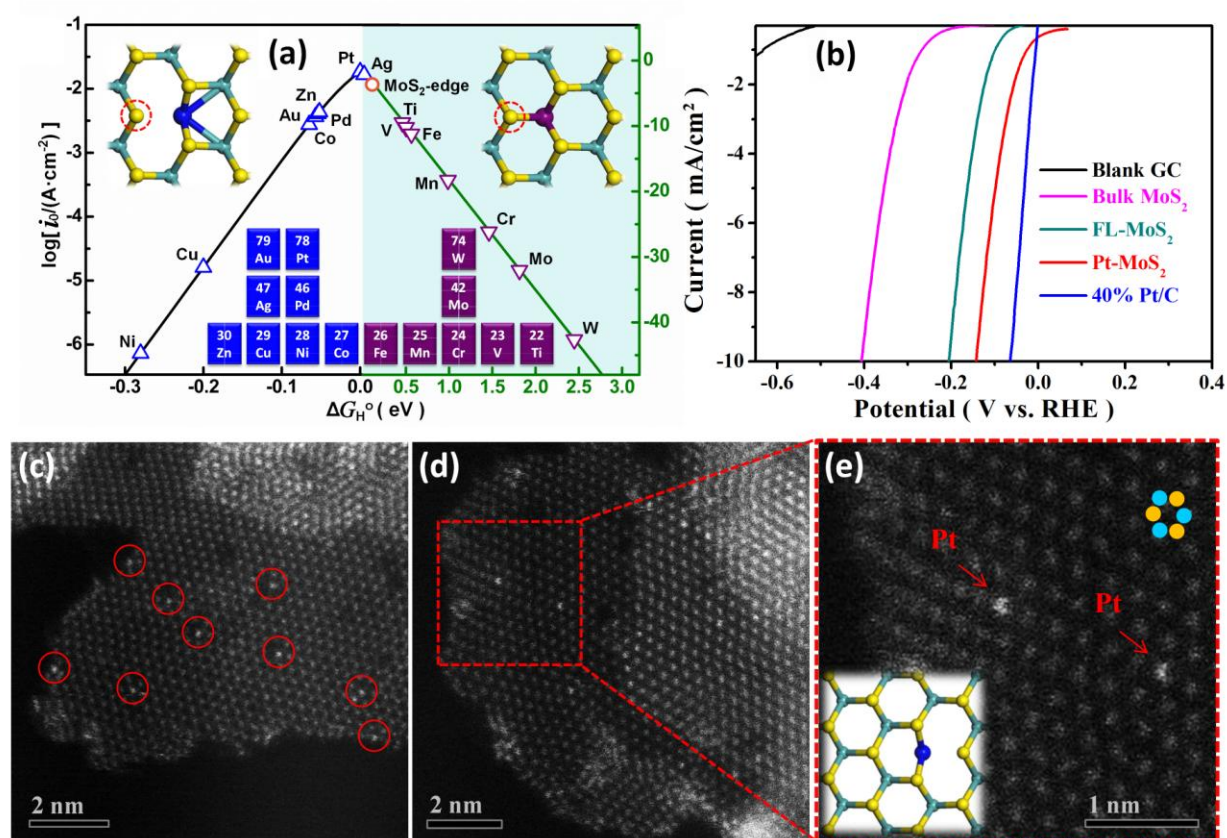 (a)
log[ i₀/(A·cm⁻²) ]
-1
-2
-3
-4
-5
-6
0
-10
-20
-30
-40
Pt
Ag
MoS₂-edge
Zn
Au
Pd
Co
Ti
V
Fe
Mn
Cu
Cr
Mo
Ni
W
79 Au
78 Pt
74 W
47 Ag
46 Pd
42 Mo
30 Zn
29 Cu
28 Ni
27 Co
26 Fe
25 Mn
24 Cr
23 V
22 Ti
-0.3 -0.2 -0.1 0.0 0.5 1.0 1.5 2.0 2.5 3.0
ΔG_H° ( eV )
(b)
Current ( mA/cm² )
-2
-4
-6
-8
-10
Blank GC
Bulk MoS₂
FL-MoS₂
Pt-MoS₂
40% Pt/C
-0.6 -0.4 -0.2 0.0 0.2 0.4
Potential ( V vs. RHE )
(c)
2 nm
(d)
2 nm
(e)
Pt
Pt
1 nm